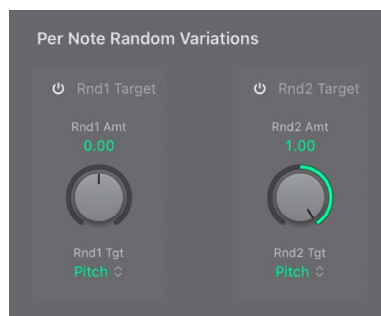 Per Note Random Variations
Rnd1 Target
Rnd2 Target
Rnd1 Amt
0.00
Rnd2 Amt
1.00
Rnd1 Tgt
Pitch
Rnd2 Tgt
Pitch